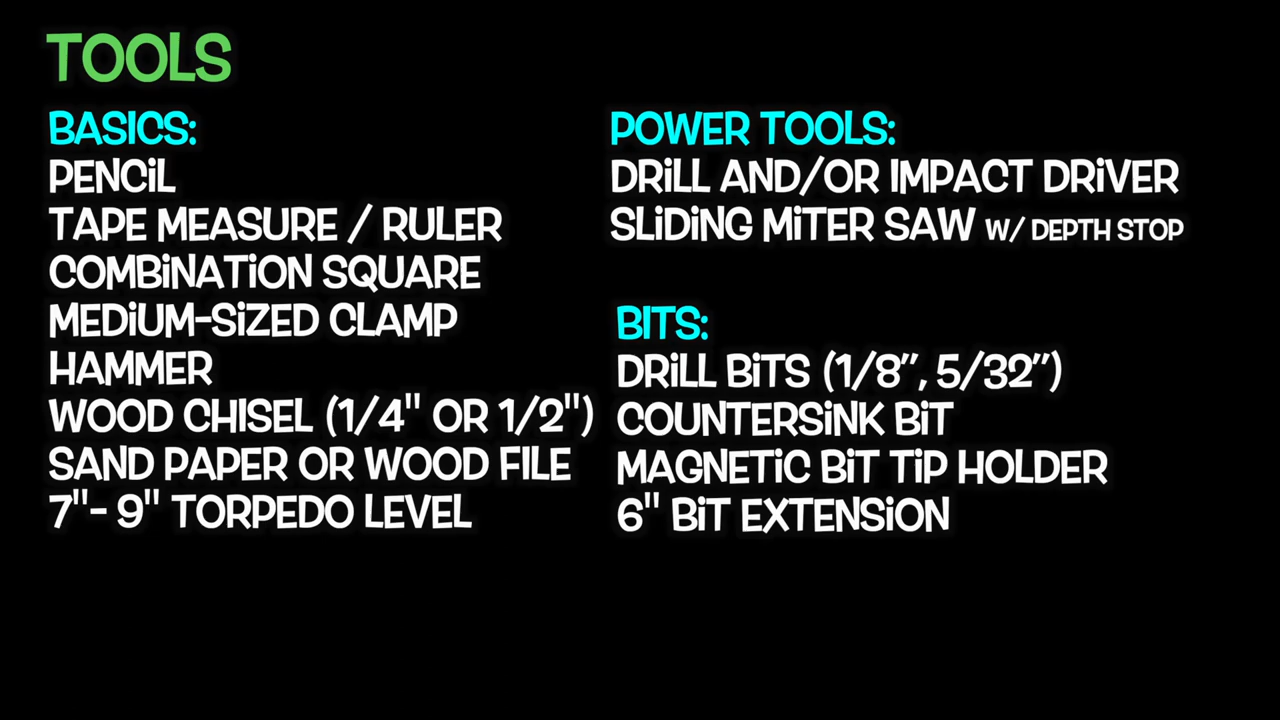 TOOLS
BASICS:
PENCiL
TAPE MEASURE / RULER
COMBiNATiON SQUARE
MEDiUM-SiZED CLAMP
HAMMER
WOOD CHISEL (1/4" OR 1/2")
SAND PAPER OR WOOD FILE
7"- 9" TORPEDO LEVEL
POWER TOOLS:
DRiLL AND/OR IMPACT DRiVER
SLiDiNG MiTER SAW W/ DEPTH STOP
BITS:
DRiLL BiTS (1/8”, 5/32”)
COUNTERSiNK BiT
MAGNETiC BiT TiP HOLDER
6" BiT EXTENSiON